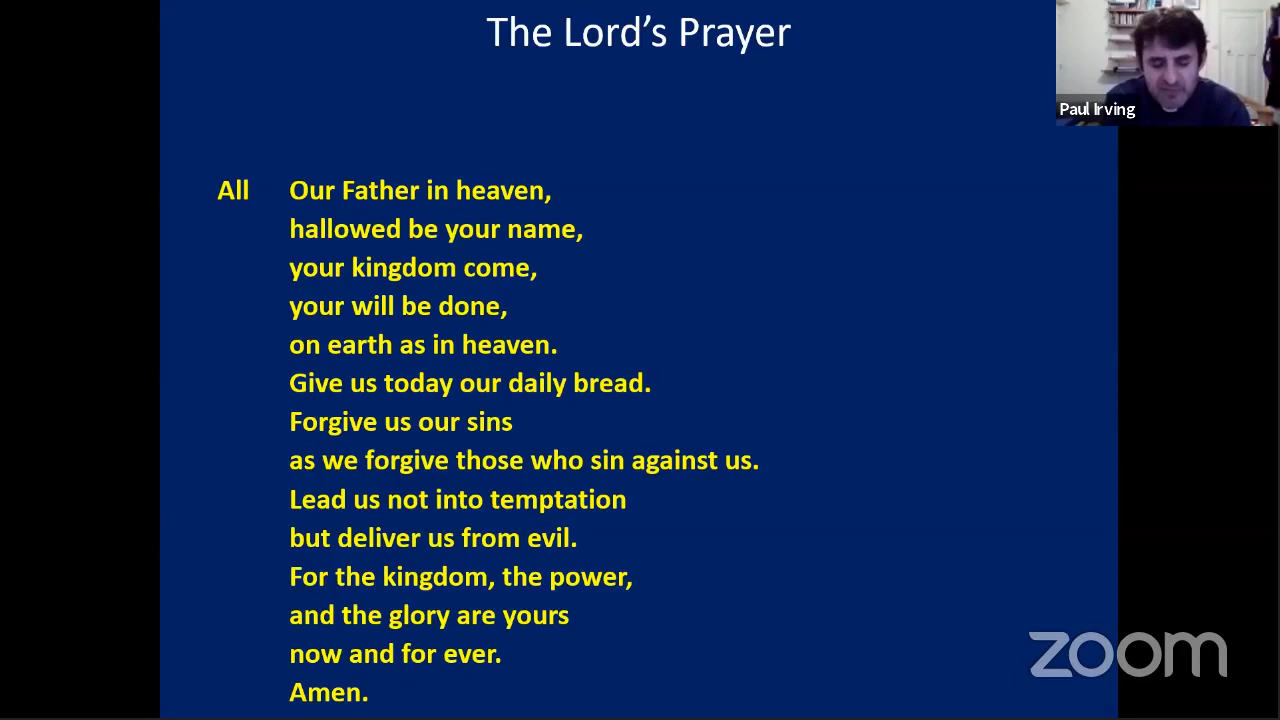 The Lord's Prayer
Paul Irving
All Our Father in heaven,
hallowed be your name,
your kingdom come,
your will be done,
on earth as in heaven.
Give us today our daily bread.
Forgive us our sins
as we forgive those who sin against us.
Lead us not into temptation
but deliver us from evil.
For the kingdom, the power,
and the glory are yours
now and for ever.
Amen.
zoom